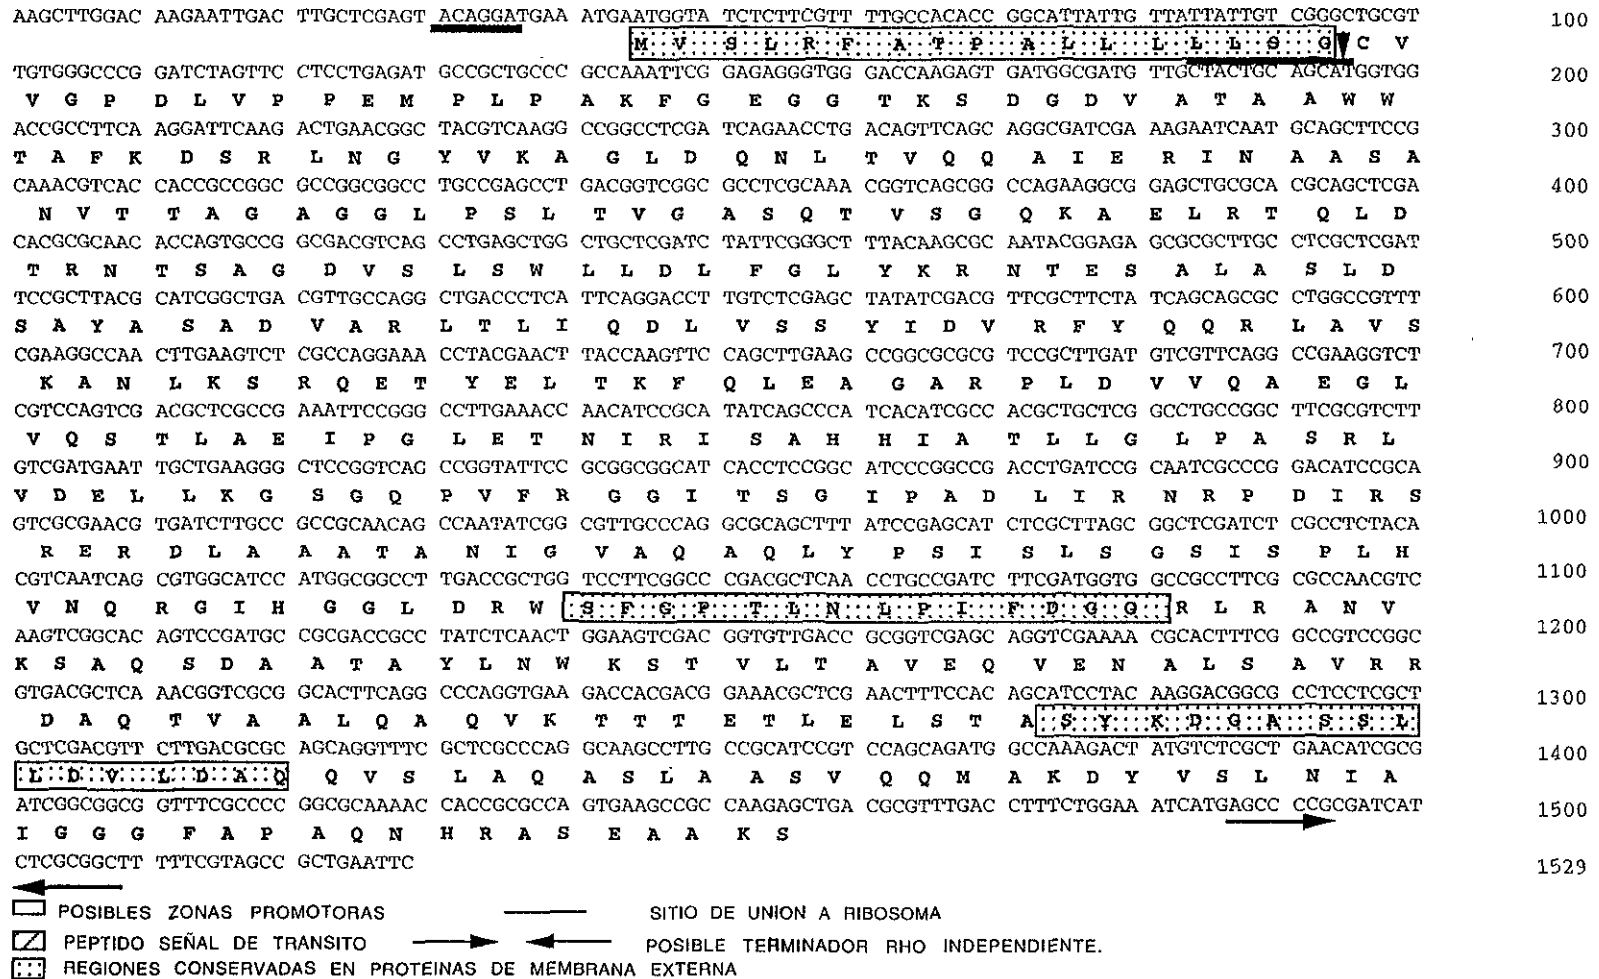 AAGCTTGGAC AAGAATTGAC TTGCTCGAGT ACAGGATGAA ATGAATGGTA TCTCTTCGTT TTGCCACACC GGCATTATTG TTATTATTGT CGGGCTGCGT 100
M V S L R F A T P A L L L L L S G C V
TGTGGGCCCG GATCTAGTTC CTCCTGAGAT GCCGCTGCCC GCCAAATTCG GAGAGGGTGG GACCAAGAGT GATGGCGATG TTGCTACTGC AGCATGGTGG 200
V G P D L V P P E M P L P A K F G E G G T K S D G D V A T A A W W
ACCGCCTTCA AGGATTCAAG ACTGAACGGC TACGTCAAGG CCGGCCTCGA TCAGAACCTG ACAGTTCAGC AGGCGATCGA AAGAATCAAT GCAGCTTCCG 300
T A F K D S R L N G Y V K A G L D Q N L T V Q Q A I E R I N A A S A
CAAACGTCAC CACCGCCGGC GCCGGCGGCC TGCCGAGCCT GACGGTCGGC GCCTCGCAAA CGGTCAGCGG CCAGAAGGCG GAGCTGCGCA CGCAGCTCGA 400
N V T T A G A G G L P S L T V G A S Q T V S G Q K A E L R T Q L D
CACGCGCAAC ACCAGTGCCG GCGACGTCAG CCTGAGCTGG CTGCTCGATC TATTCGGGCT TTACAAGCGC AATACGGAGA GCGCGCTTGC CTCGCTCGAT 500
T R N T S A G D V S L S W L L D L F G L Y K R N T E S A L A S L D
TCCGCTTACG CATCGGCTGA CGTTGCCAGG CTGACCCTCA TTCAGGACCT TGTCTCGAGC TATATCGACG TTCGCTTCTA TCAGCAGCGC CTGGCCGTTT 600
S A Y A S A D V A R L T L I Q D L V S S Y I D V R F Y Q Q R L A V S
CGAAGGCCAA CTTGAAGTCT CGCCAGGAAA CCTACGAACT TACCAAGTTC CAGCTTGAAG CCGGCGCGCG TCCGCTTGAT GTCGTTCAGG CCGAAGGTCT 700
K A N L K S R Q E T Y E L T K F Q L E A G A R P L D V V Q A E G L
CGTCCAGTCG ACGCTCGCCG AAATTCCGGG CCTTGAAACC AACATCCGCA TATCAGCCCA TCACATCGCC ACGCTGCTCG GCCTGCCGGC TTCGCGTCTT 800
V Q S T L A E I P G L E T N I R I S A H H I A T L L G L P A S R L
GTCGATGAAT TGCTGAAGGG CTCCGGTCAG CCGGTATTCC GCGGCGGCAT CACCTCCGGC ATCCCGGCCG ACCTGATCCG CAATCGCCCG GACATCCGCA 900
V D E L L K G S G Q P V F R G G I T S G I P A D L I R N R P D I R S
GTCGCGAACG TGATCTTGCC GCCGCAACAG CCAATATCGG CGTTGCCCAG GCGCAGCTTT ATCCGAGCAT CTCGCTTAGC GGCTCGATCT CGCCTCTACA 1000
R E R D L A A A T A N I G V A Q A Q L Y P S I S L S G S I S P L H
CGTCAATCAG CGTGGCATCC ATGGCGGCCT TGACCGCTGG TCCTTCGGCC CGACGCTCAA CCTGCCGATC TTCGATGGTG GCCGCCTTCG CGCCAACGTC 1100
V N Q R G I H G G L D R W S F G P T L N L P I F D G G R L R A N V
AAGTCGGCAC AGTCCGATGC CGCGACCGCC TATCTCAACT GGAAGTCGAC GGTGTTGACC GCGGTCGAGC AGGTCGAAAA CGCACTTTCG GCCGTCCGGC 1200
K S A Q S D A A T A Y L N W K S T V L T A V E Q V E N A L S A V R R
GTGACGCTCA AACGGTCGCG GCACTTCAGG CCCAGGTGAA GACCACGACG GAAACGCTCG AACTTTCCAC AGCATCCTAC AAGGACGGCG CCTCCTCGCT 1300
D A Q T V A A L Q A Q V K T T T E T L E L S T A S Y K D G A S S L
GCTCGACGTT CTTGACGCGC AGCAGGTTTC GCTCGCCCAG GCAAGCCTTG CCGCATCCGT CCAGCAGATG GCCAAAGACT ATGTCTCGCT GAACATCGCG 1400
L D V L D A Q Q V S L A Q A S L A A S V Q Q M A K D Y V S L N I A
ATCGGCGGCG GTTTCGCCCC GGCGCAAAAC CACCGCGCCA GTGAAGCCGC CAAGAGCTGA CGCGTTTGAC CTTTCTGGAA ATCATGAGCC CCGCGATCAT 1500
I G G G F A P A Q N H R A S E A A K S
CTCGCGGCTT TTTCGTAGCC GCTGAATTC 1529
POSIBLES ZONAS PROMOTORAS SITIO DE UNION A RIBOSOMA
PEPTIDO SEÑAL DE TRANSITO POSIBLE TERMINADOR RHO INDEPENDIENTE.
REGIONES CONSERVADAS EN PROTEINAS DE MEMBRANA EXTERNA